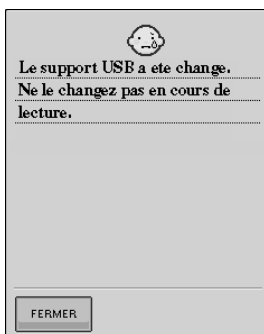 Le support USB a ete change.
Ne le changez pas en cours de
lecture.
FERMER